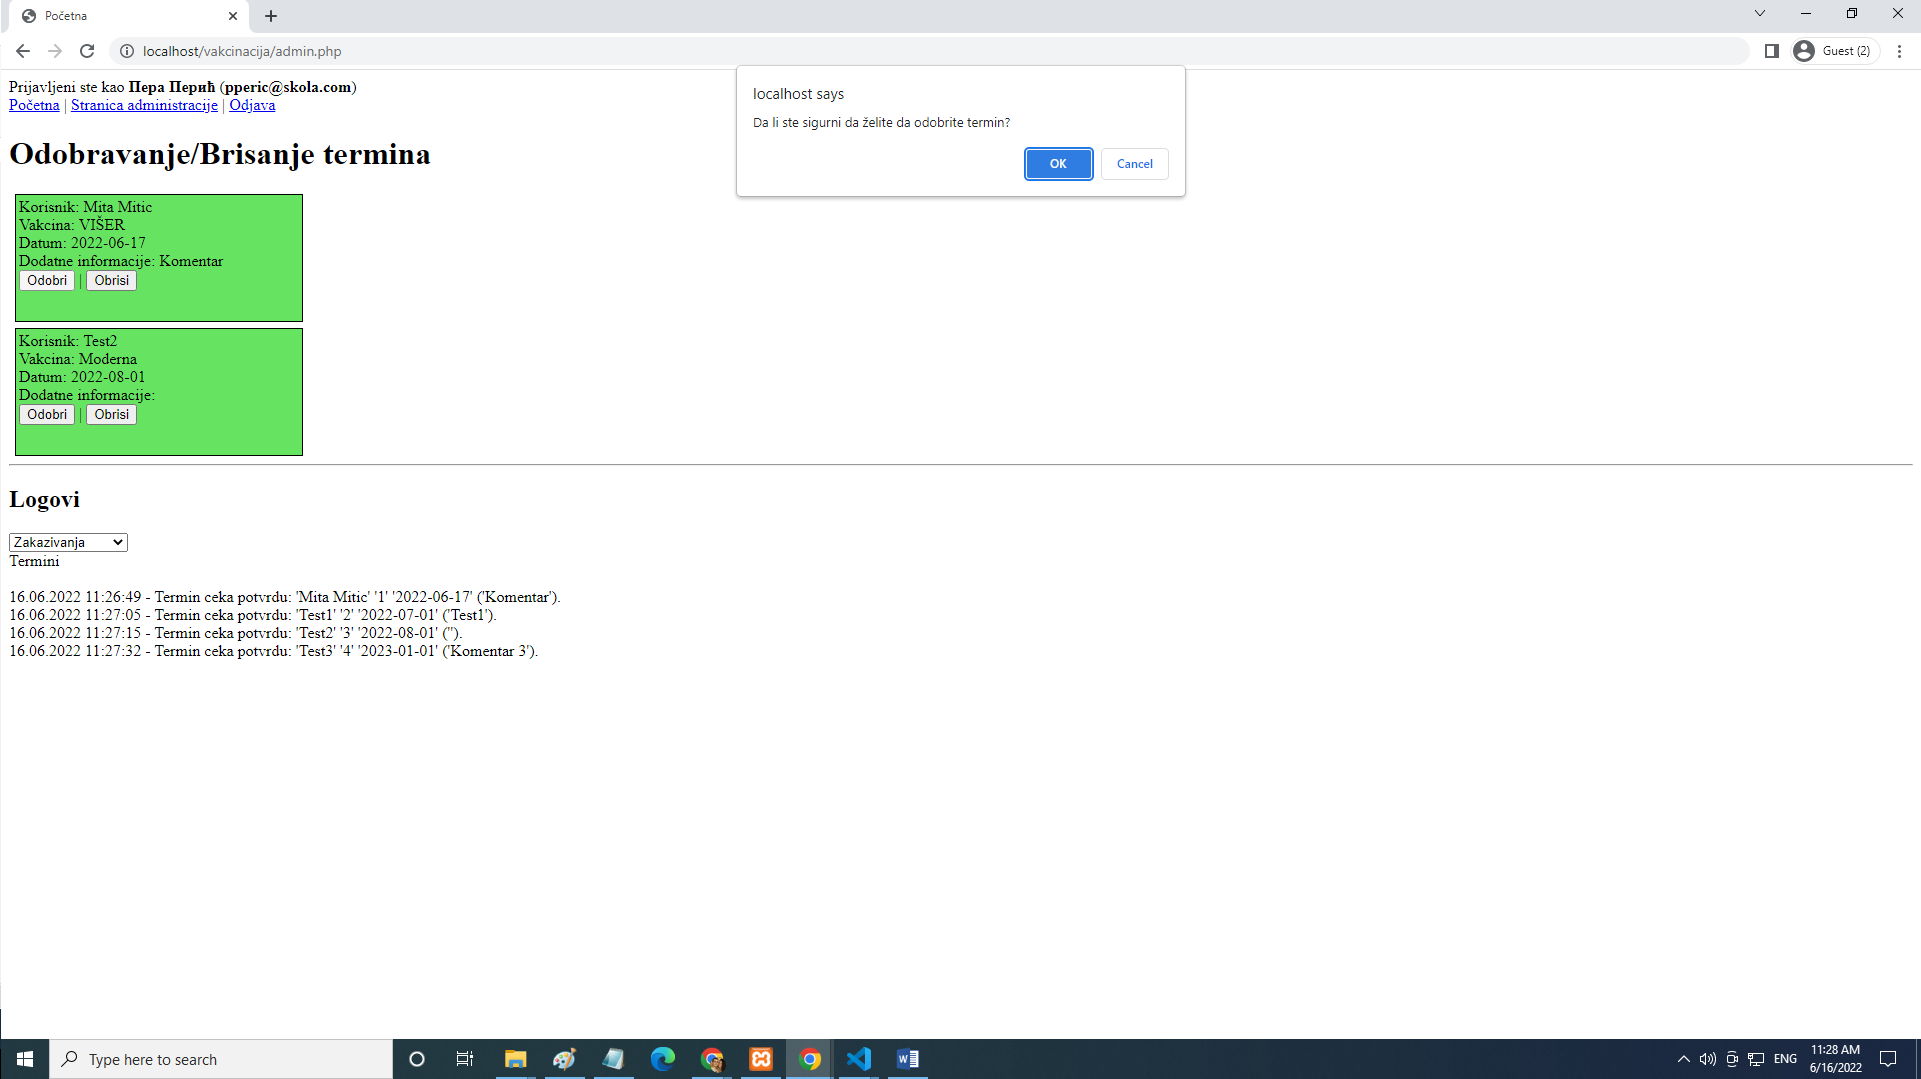 Početna
localhost/vakcinacija/admin.php
Guest (2)
localhost says
Da li ste sigurni da želite da odobrite termin?
OK
Cancel
Prijavljeni ste kao Пера Перић (pperic@skola.com)
Početna | Stranica administracije | Odjava
Odobravanje/Brisanje termina
Korisnik: Mita Mitic
Vakcina: VIŠER
Datum: 2022-06-17
Dodatne informacije: Komentar
Odobri | Obrisi
Korisnik: Test2
Vakcina: Moderna
Datum: 2022-08-01
Dodatne informacije:
Odobri | Obrisi
Logovi
Zakazivanja
Termini
16.06.2022 11:26:49 - Termin ceka potvrdu: 'Mita Mitic' '1' '2022-06-17' ('Komentar').
16.06.2022 11:27:05 - Termin ceka potvrdu: 'Test1' '2' '2022-07-01' ('Test1').
16.06.2022 11:27:15 - Termin ceka potvrdu: 'Test2' '3' '2022-08-01' ('').
16.06.2022 11:27:32 - Termin ceka potvrdu: 'Test3' '4' '2023-01-01' ('Komentar 3').
Type here to search
ENG
11:28 AM
6/16/2022